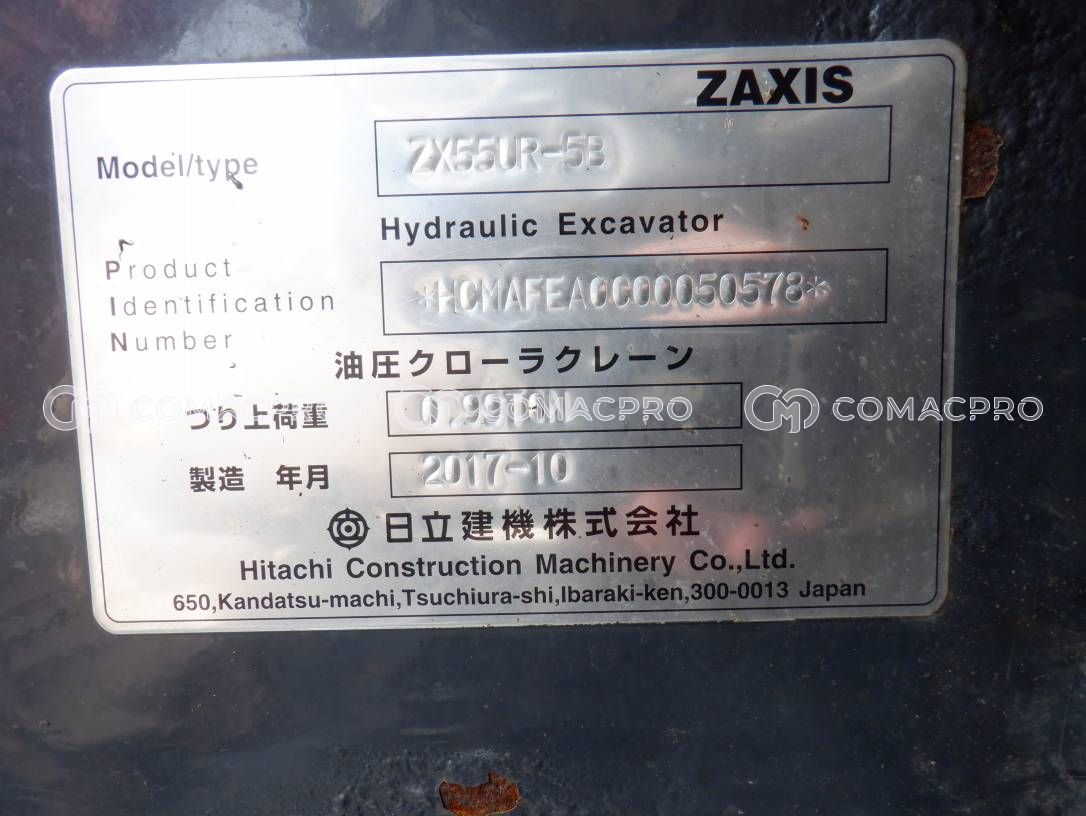 ZAXIS
Model/type ZX55UR-5B
Hydraulic Excavator
Product
Identification
Number
油圧クローラクレーン
つり上荷重
製造 年月 2017-10
日立建機株式会社
Hitachi Construction Machinery Co.,Ltd.
650,Kandatsu-machi,Tsuchiura-shi,Ibaraki-ken,300-0013 Japan
COMACPRO COMACPRO COMACPRO